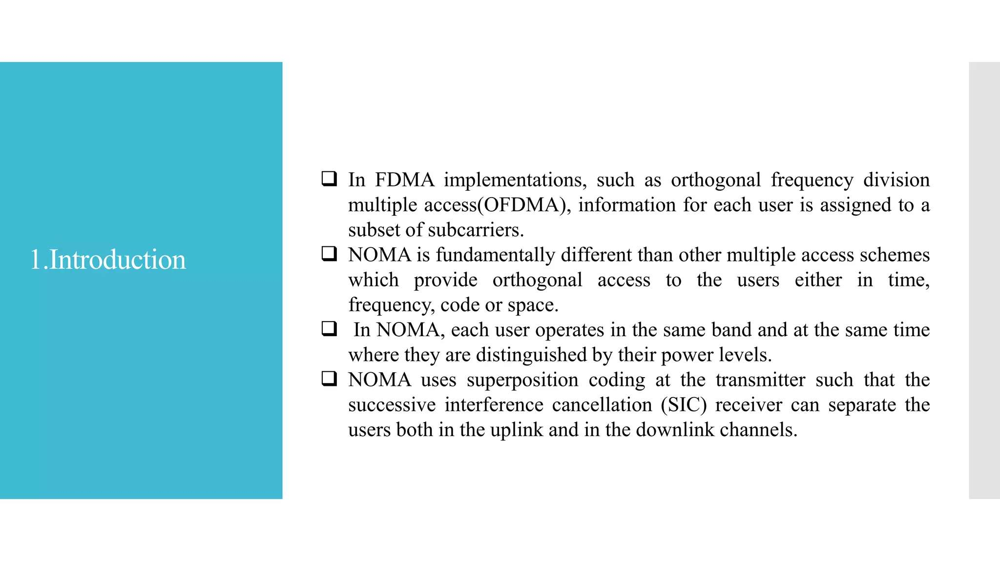 1.Introduction
❑ In FDMA implementations, such as orthogonal frequency division
multiple access(OFDMA), information for each user is assigned to a
subset of subcarriers.
❑ NOMA is fundamentally different than other multiple access schemes
which provide orthogonal access to the users either in time,
frequency, code or space.
❑ In NOMA, each user operates in the same band and at the same time
where they are distinguished by their power levels.
❑ NOMA uses superposition coding at the transmitter such that the
successive interference cancellation (SIC) receiver can separate the
users both in the uplink and in the downlink channels.